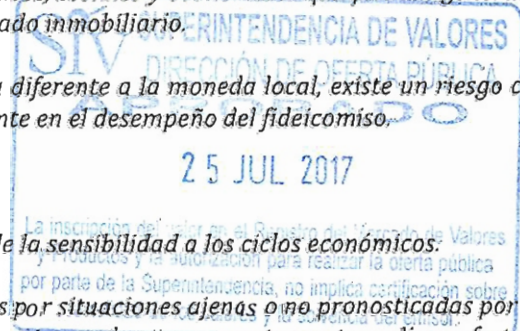 ado inmobiliario.
SIV SUPERINTENDENCIA DE VALORES
DIRECCIÓN DE OFERTA PÚBLICA
diferente a la moneda local, existe un riesgo c
APROBADO
nte en el desempeño del fideicomiso.
25 JUL 2017
La inscripción del valor en el Registro del Mercado de Valores
e la sensibilidad a los ciclos económicos.
y Productos y la autorización para realizar la oferta pública
por parte de la Superintendencia, no implica certificación sobre
s por situaciones ajenas o no pronosticadas por